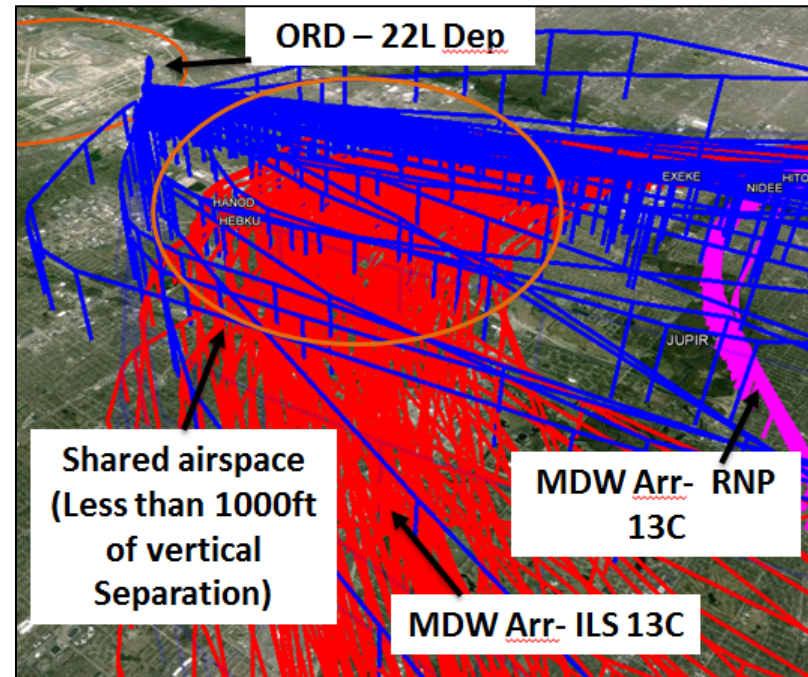 ORD – 22L Dep
EXEKE
HITO
NIDEE
HANOD
HEBKU
JUPIR
Shared airspace
(Less than 1000ft
of vertical
Separation)
MDW Arr- RNP
13C
MDW Arr- ILS 13C